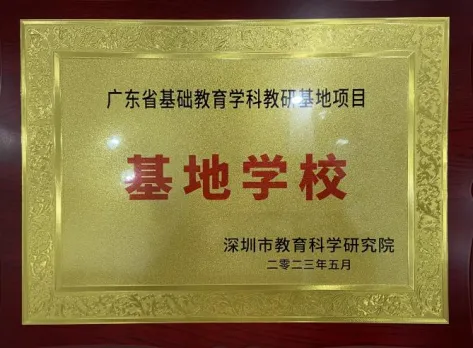 广东省基础教育学科教研基地项目
基地学校
深圳市教育科学研究院
二零二三年五月